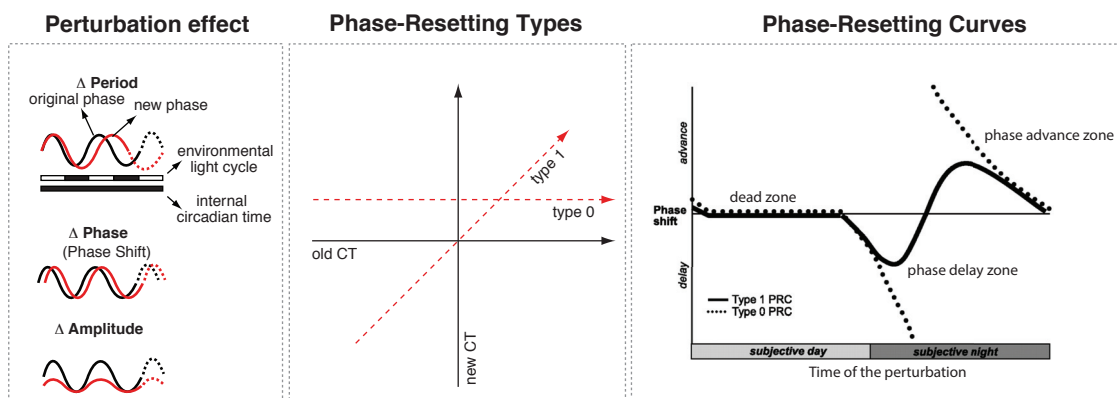 Perturbation effect
Δ Period
original phase
new phase
environmental
light cycle
internal
circadian time
Δ Phase
(Phase Shift)
Δ Amplitude
Phase-Resetting Types
type 1
type 0
old CT
new CT
Phase-Resetting Curves
advance
phase advance zone
dead zone
Phase
shift
delay
phase delay zone
Type 1 PRC
Type 0 PRC
subjective day
subjective night
Time of the perturbation